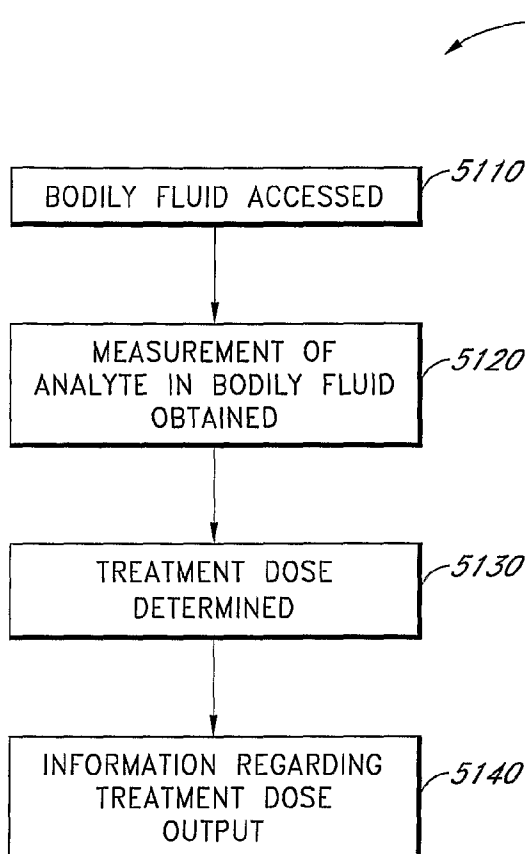 BODILY FLUID ACCESSED
5110
MEASUREMENT OF
ANALYTE IN BODILY FLUID
OBTAINED
5120
TREATMENT DOSE
DETERMINED
5130
INFORMATION REGARDING
TREATMENT DOSE
OUTPUT
5140